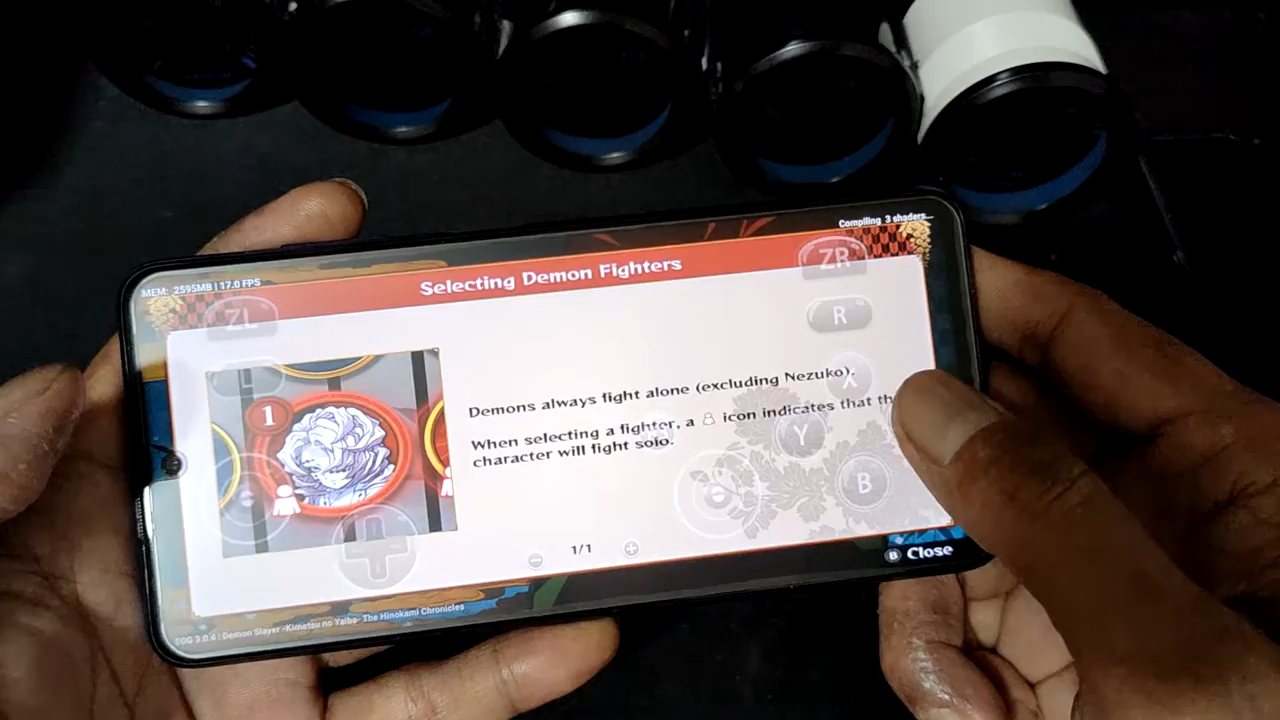 Compiling 3 shaders...
MEM: 2595MB | 17.0 FPS
Selecting Demon Fighters
ZL
ZR
L
R
1
X
Demons always fight alone (excluding Nezuko).
When selecting a fighter, a icon indicates that th
character will fight solo.
Y
B
1/1
B Close
EGG 3.0.4 : Demon Slayer -Kimetsu no Yaiba- The Hinokami Chronicles